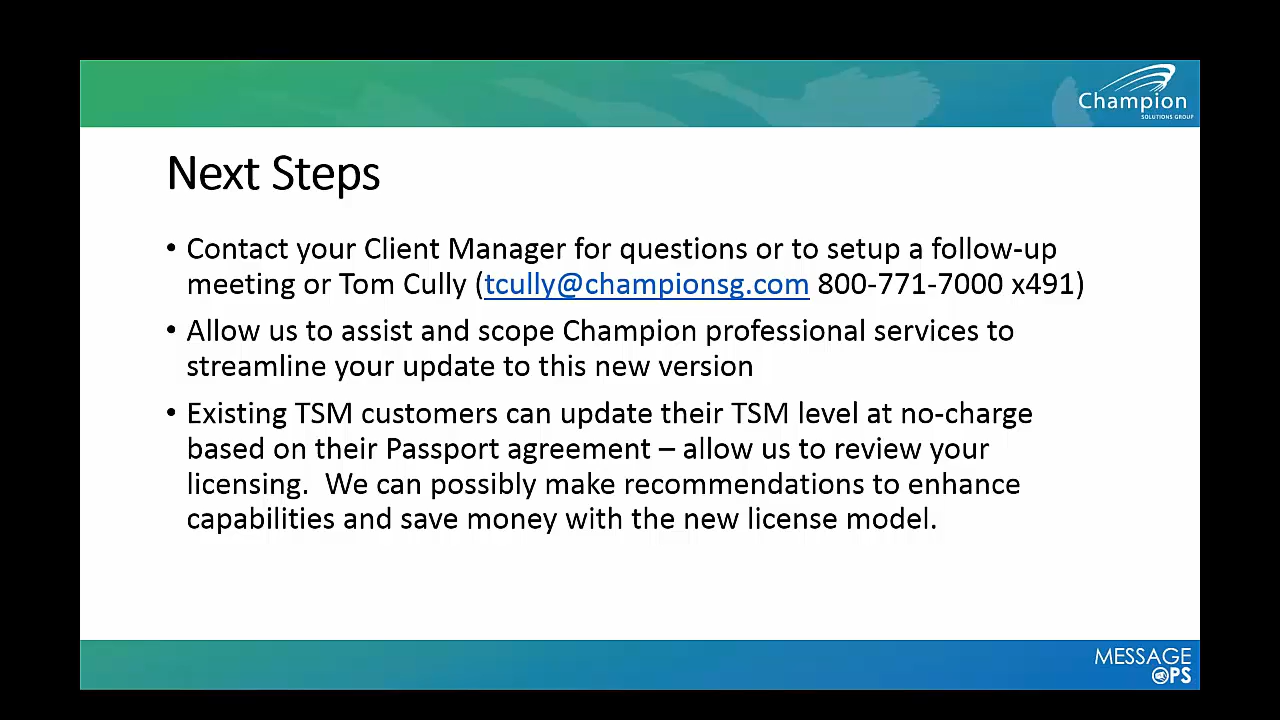 Champion
SOLUTIONS GROUP
Next Steps
• Contact your Client Manager for questions or to setup a follow-up
meeting or Tom Cully (tcully@championsg.com 800-771-7000 x491)
• Allow us to assist and scope Champion professional services to
streamline your update to this new version
• Existing TSM customers can update their TSM level at no-charge
based on their Passport agreement – allow us to review your
licensing.  We can possibly make recommendations to enhance
capabilities and save money with the new license model.
MESSAGE
OPS